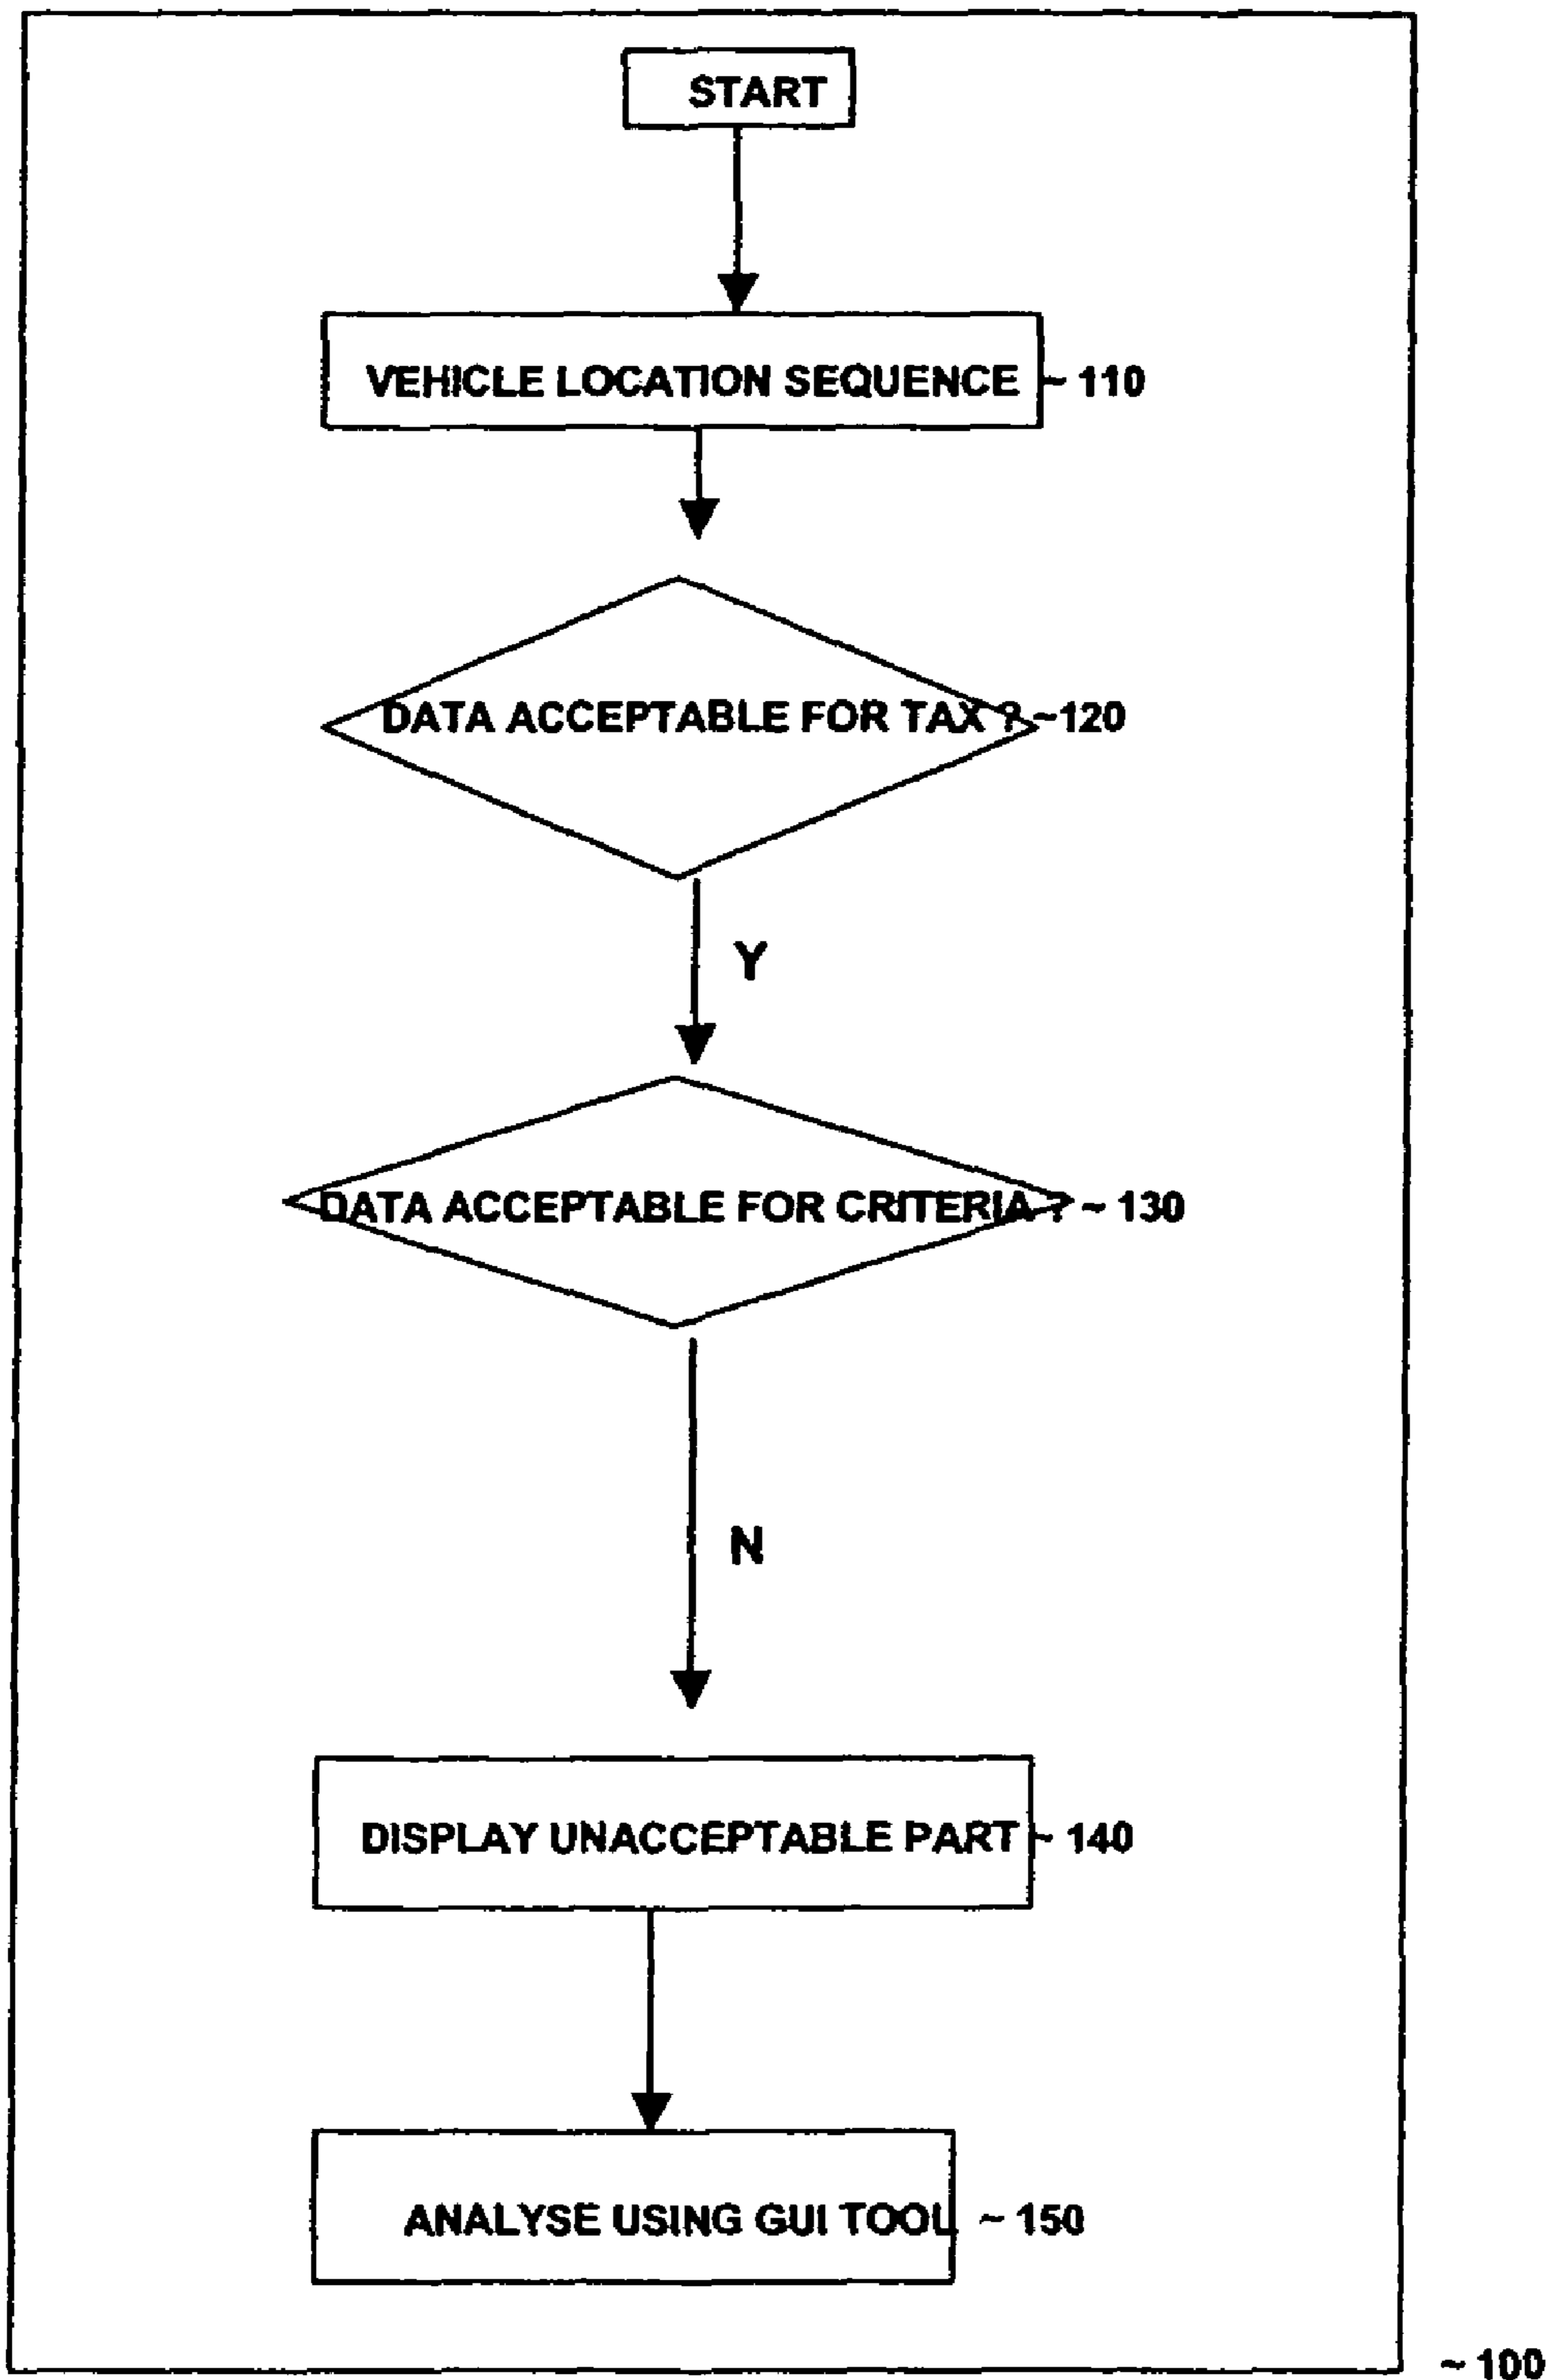 START
VEHICLE LOCATION SEQUENCE ~ 110
DATA ACCEPTABLE FOR TAX ? ~120
Y
DATA ACCEPTABLE FOR CRITERIA ? ~ 130
N
DISPLAY UNACCEPTABLE PART ~ 140
ANALYSE USING GUI TOOL ~ 150
~ 100